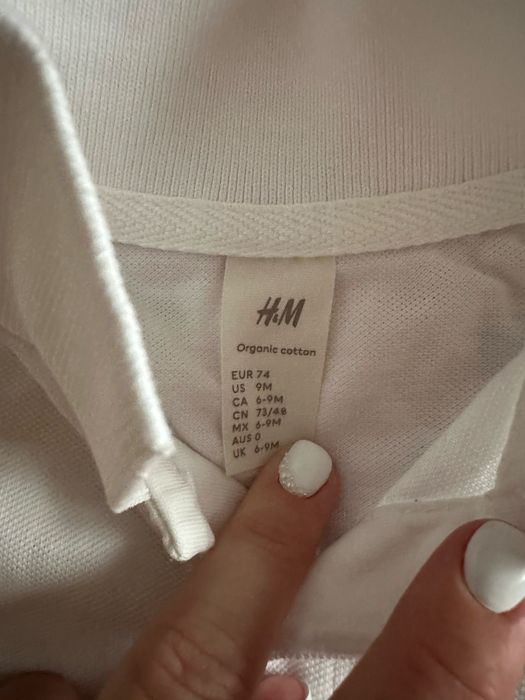 H&M
Organic cotton
EUR 74
US 9M
CA 6-9M
CN 73/48
MX 6-9M
AUS 0
UK 6-9M